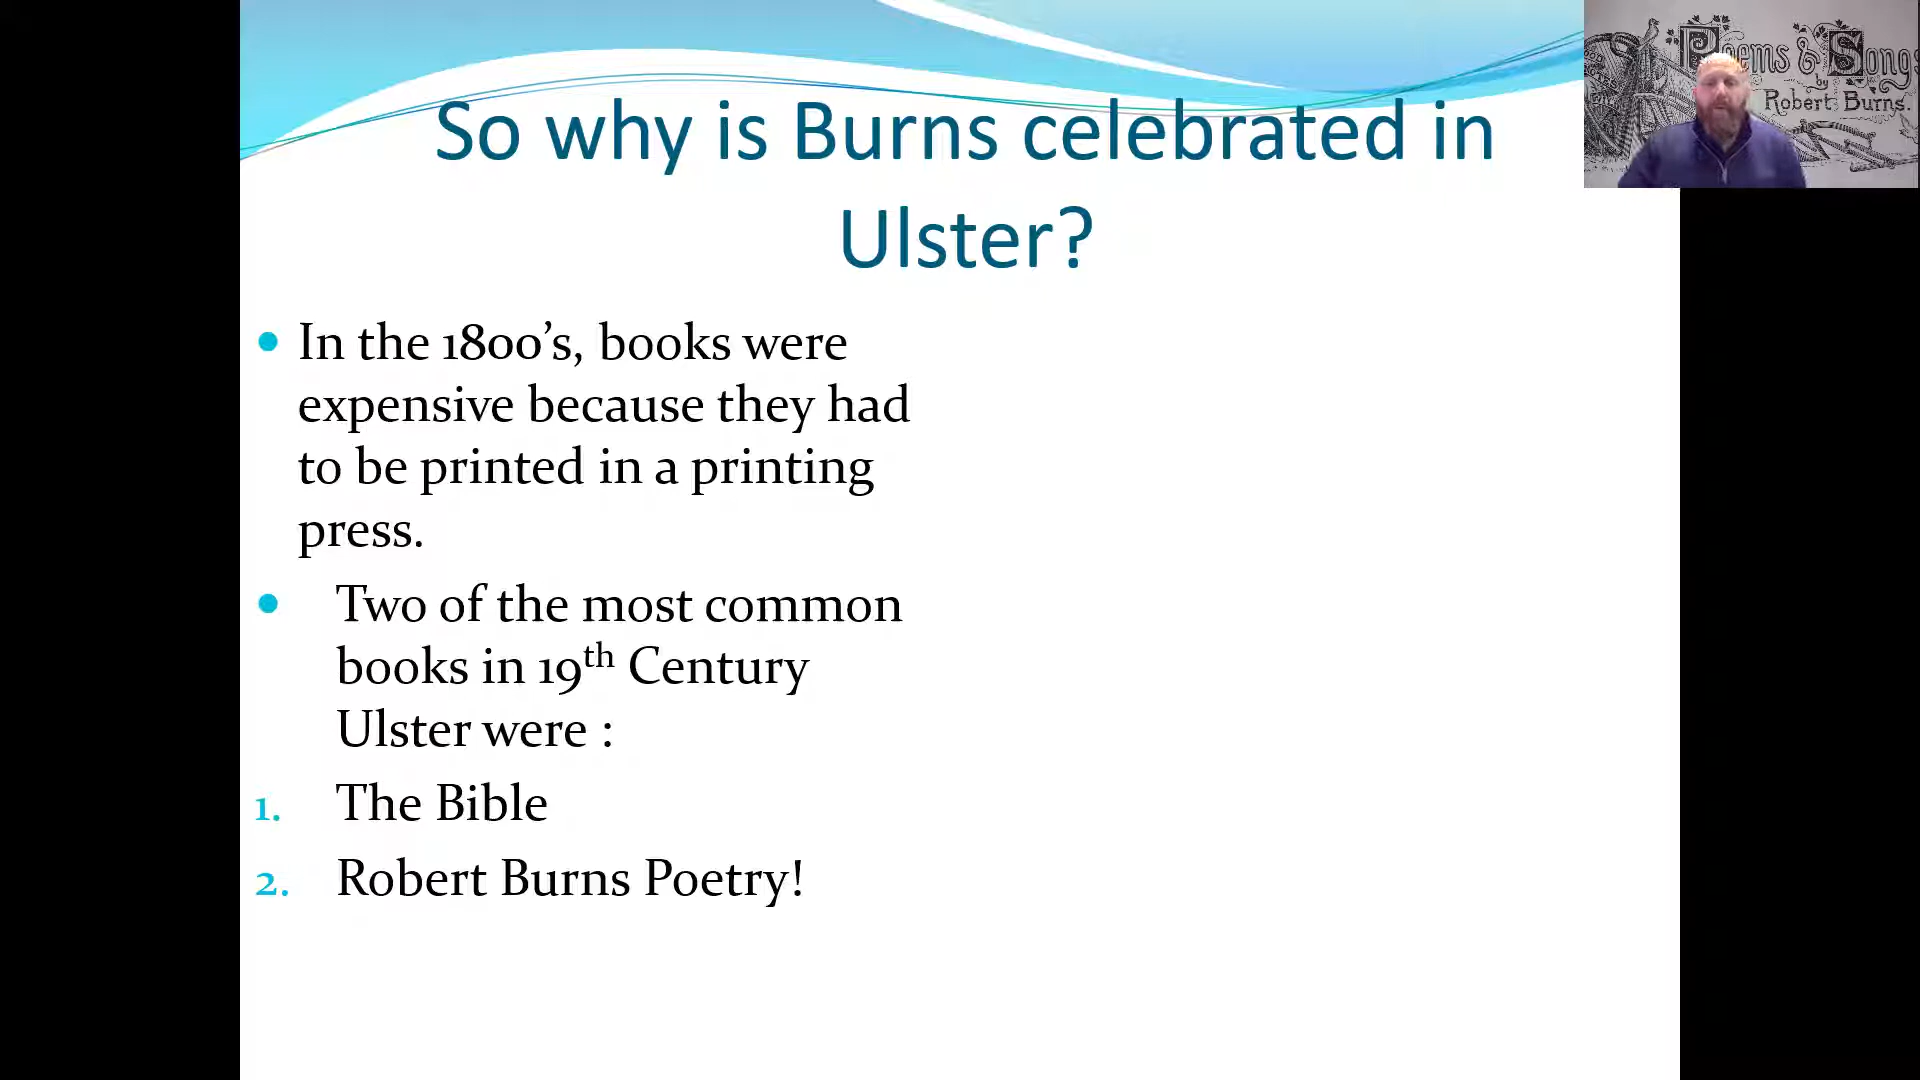 So why is Burns celebrated in
Ulster?
Poems & Songs
by
Robert Burns.
• In the 1800’s, books were
expensive because they had
to be printed in a printing
press.
• Two of the most common
books in 19th Century
Ulster were :
1. The Bible
2. Robert Burns Poetry!